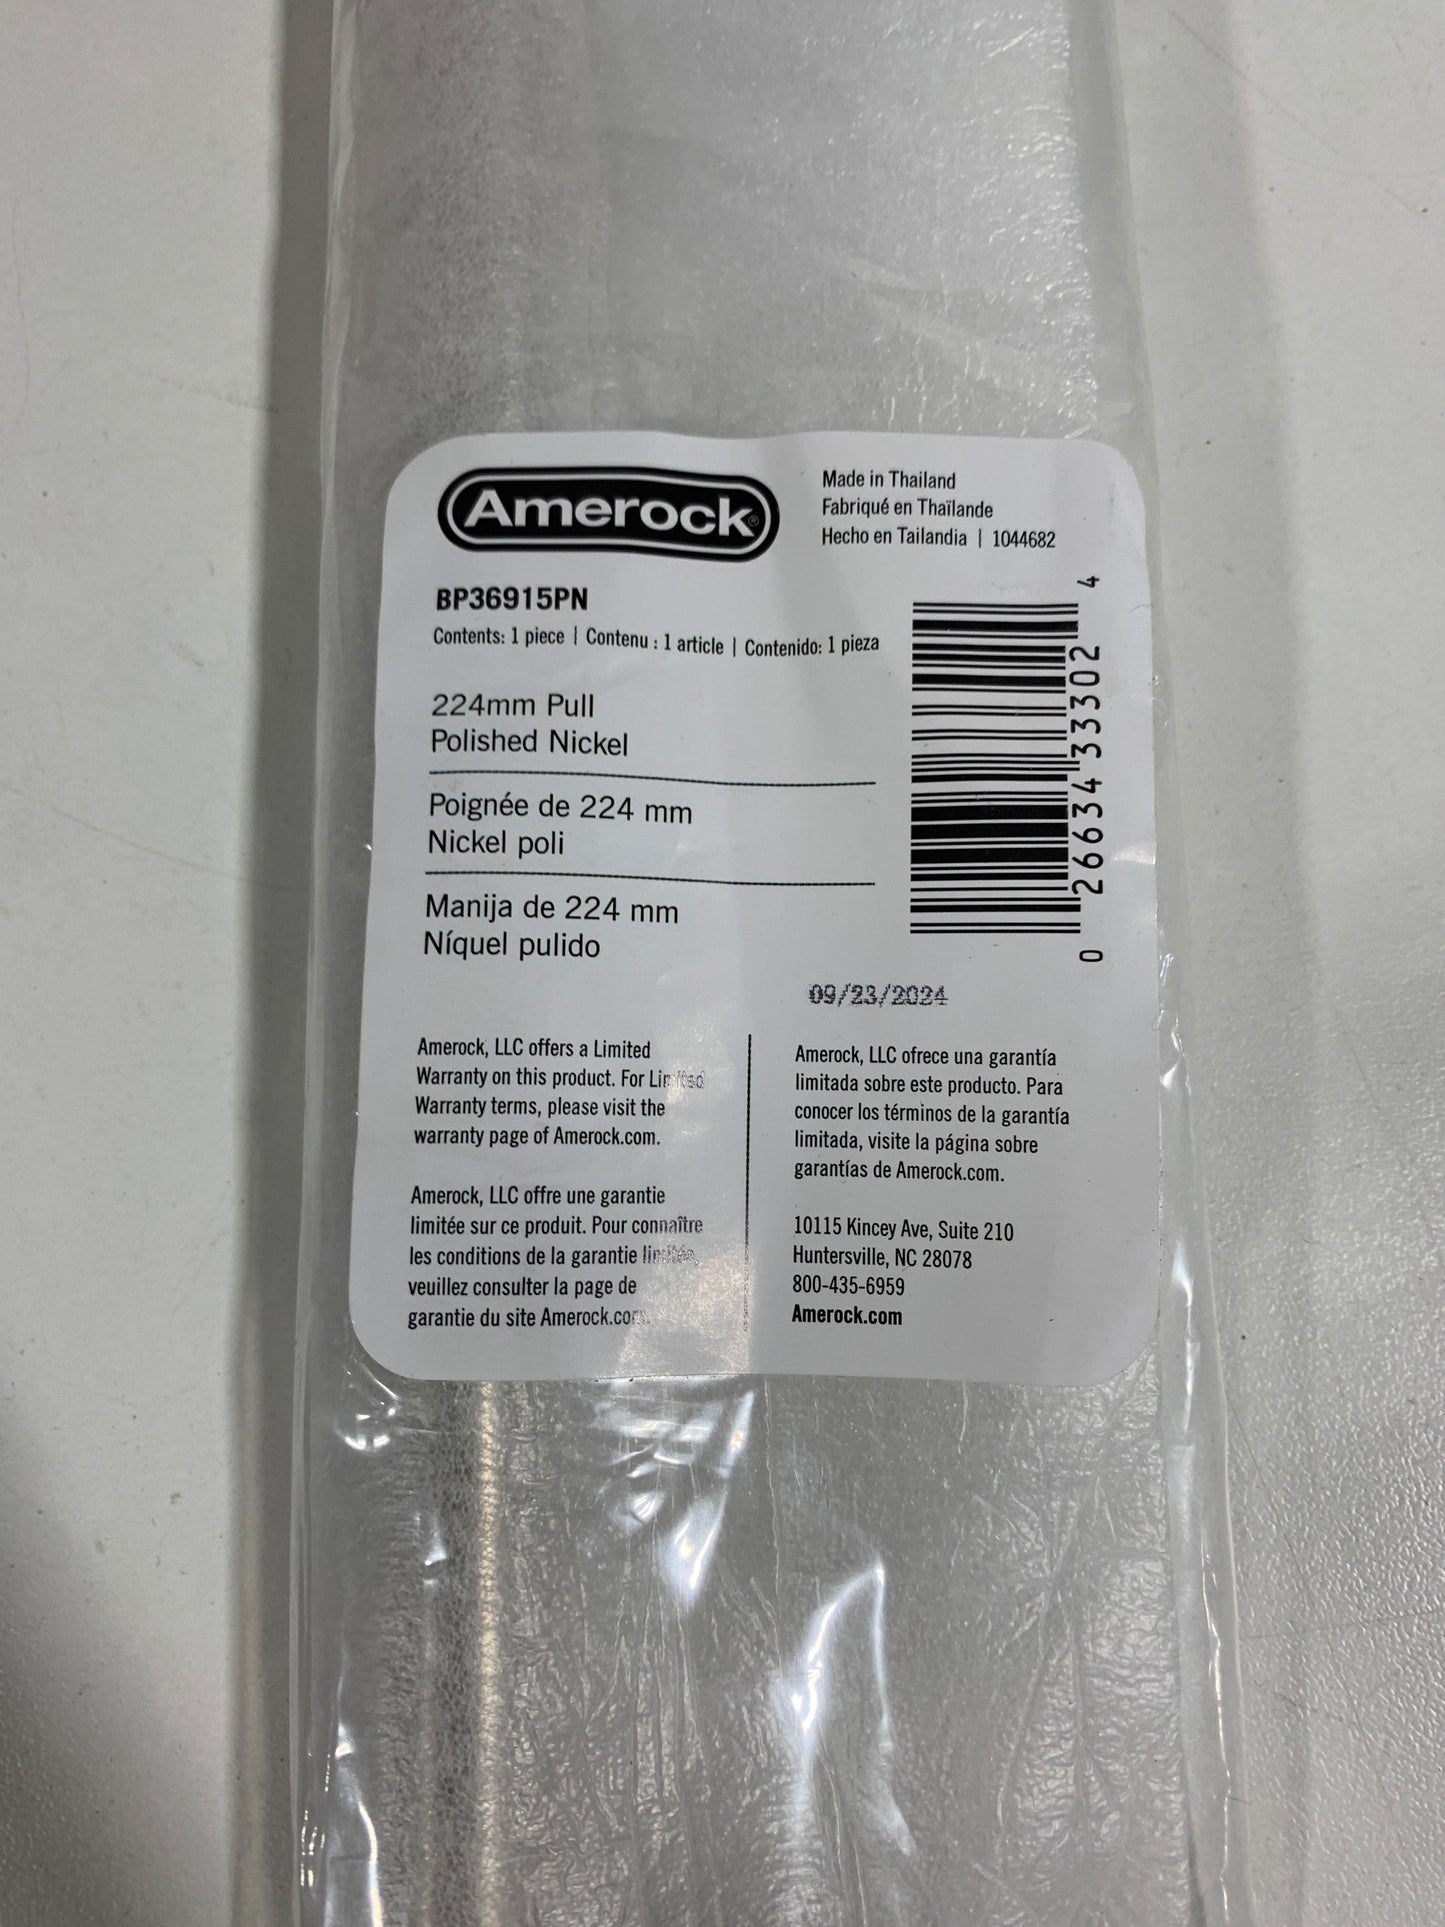 Amerock®
Made in Thailand
Fabriqué en Thaïlande
Hecho en Tailandia | 1044682
BP36915PN
Contents: 1 piece | Contenu : 1 article | Contenido: 1 pieza
224mm Pull
Polished Nickel
Poignée de 224 mm
Nickel poli
Manija de 224 mm
Níquel pulido
0 26634 33302 4
09/23/2024
Amerock, LLC offers a Limited
Warranty on this product. For Limited
Warranty terms, please visit the
warranty page of Amerock.com.
Amerock, LLC offre une garantie
limitée sur ce produit. Pour connaître
les conditions de la garantie limitée,
veuillez consulter la page de
garantie du site Amerock.com.
Amerock, LLC ofrece una garantía
limitada sobre este producto. Para
conocer los términos de la garantía
limitada, visite la página sobre
garantías de Amerock.com.
10115 Kincey Ave, Suite 210
Huntersville, NC 28078
800-435-6959
Amerock.com